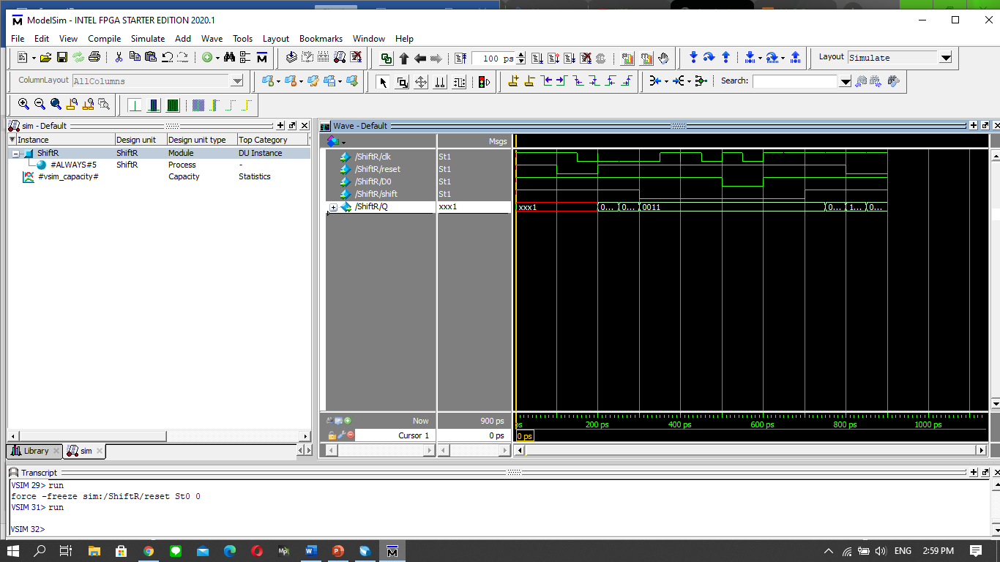 ModelSim - INTEL FPGA STARTER EDITION 2020.1
File Edit View Compile Simulate Add Wave Tools Layout Bookmarks Window Help
100 ps
Layout Simulate
ColumnLayout AllColumns
Search:
sim - Default
Instance Design unit Design unit type Top Category
ShiftR ShiftR Module DU Instance
#ALWAYS#5 ShiftR Process -
#vsim_capacity# Capacity Statistics
Library sim
Wave - Default
Msgs
/ShiftR/clk St1
/ShiftR/reset St1
/ShiftR/D0 St1
/ShiftR/shift St1
/ShiftR/Q xxx1 xxx1 0... 0... 0011 0... 1... 0...
Now 900 ps ps 200 ps 400 ps 600 ps 800 ps 1000 ps
Cursor 1 0 ps 0 ps
Transcript
VSIM 29> run
force -freeze sim:/ShiftR/reset St0 0
VSIM 31> run
VSIM 32>
ENG 2:59 PM